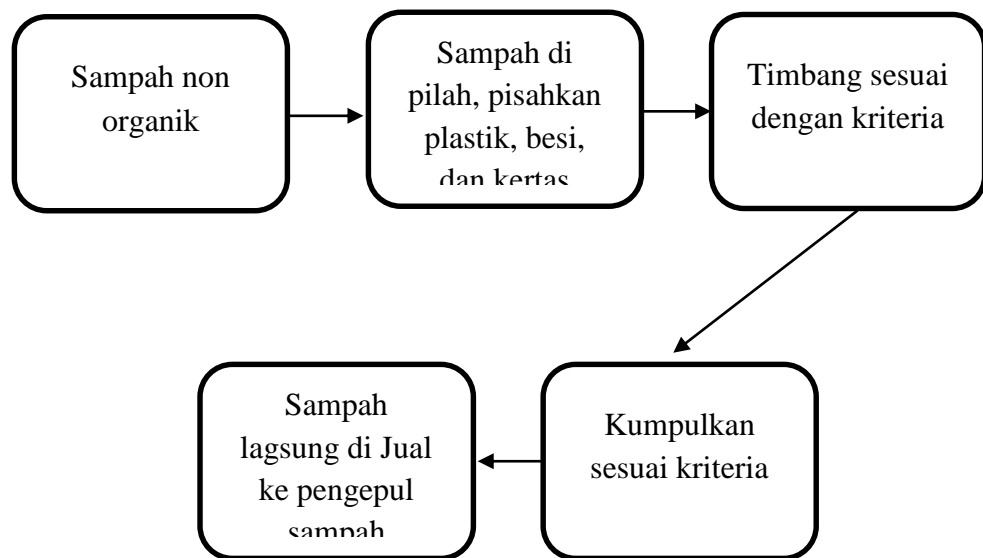 Sampah non
organik
Sampah di
pilah, pisahkan
plastik, besi,
dan kertas
Timbang sesuai
dengan kriteria
Kumpulkan
sesuai kriteria
Sampah
lagsung di Jual
ke pengepul
sampah